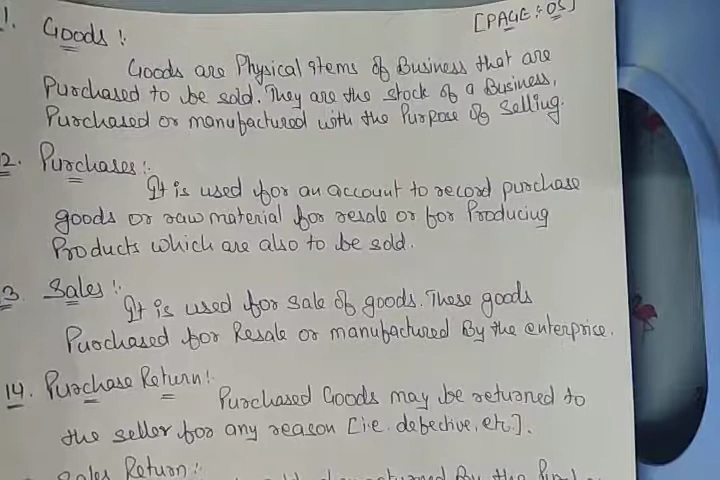 [PAGE : 05]
1. Goods :
Goods are Physical items of Business that are
Purchased to be sold. They are the stock of a Business,
Purchased or manufactured with the Purpose of Selling.
2. Purchases :
It is used for an account to record purchase
goods or raw material for resale or for Producing
Products which are also to be sold.
3. Sales :
It is used for sale of goods. These goods
Purchased for Resale or manufactured By the enterprice.
14. Purchase Return :
Purchased Goods may be returned to
the seller for any reason [i.e. defective, etc.].
Sales Return :